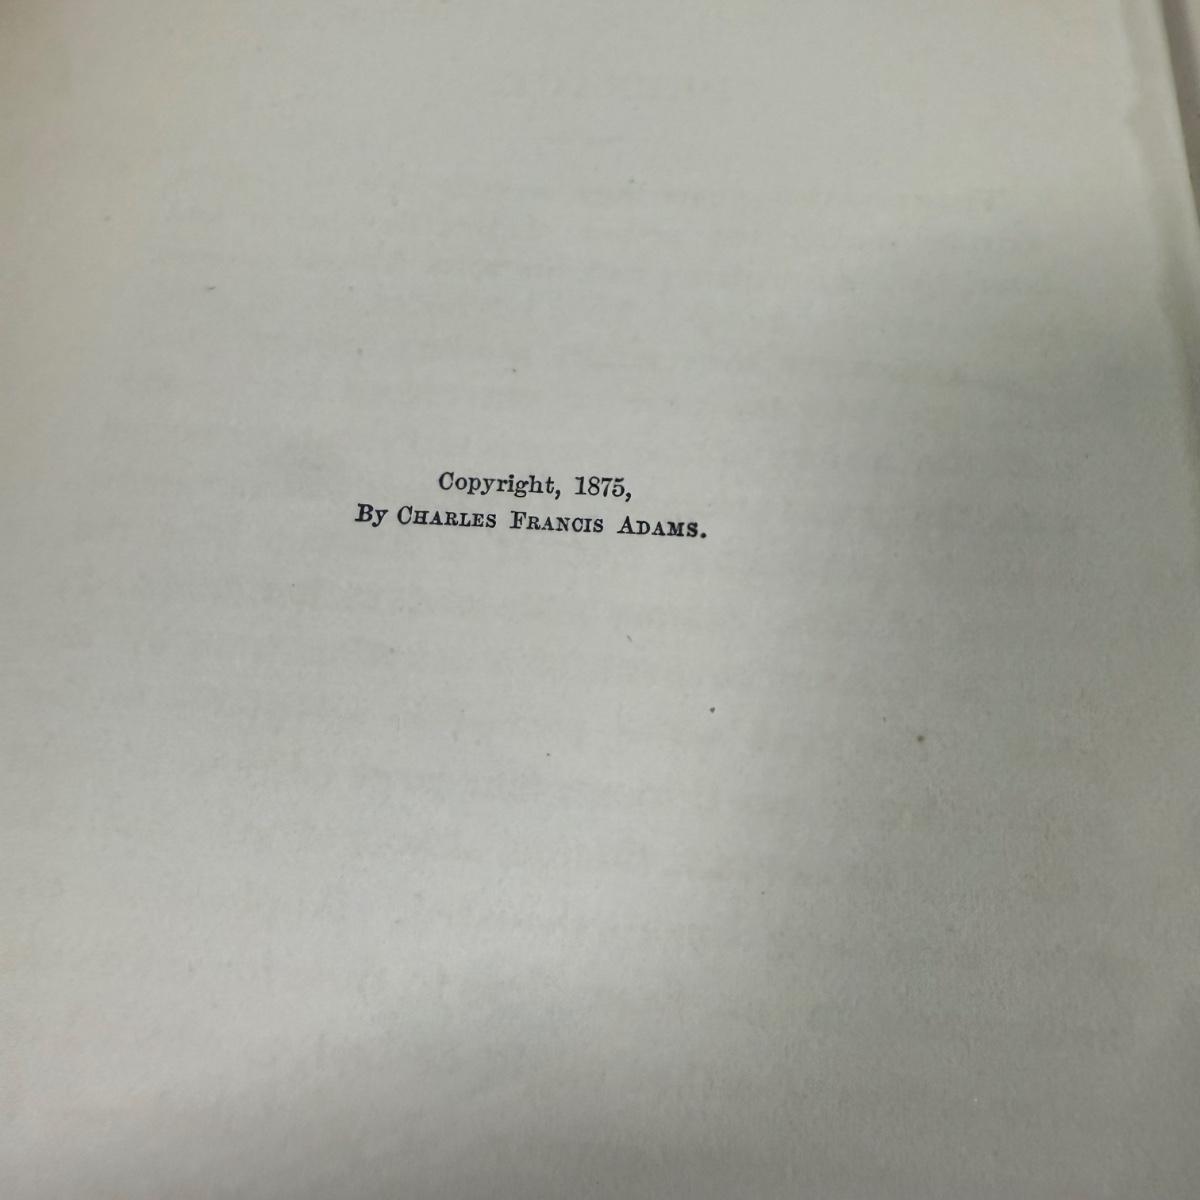 Copyright, 1875,
By CHARLES FRANCIS ADAMS.